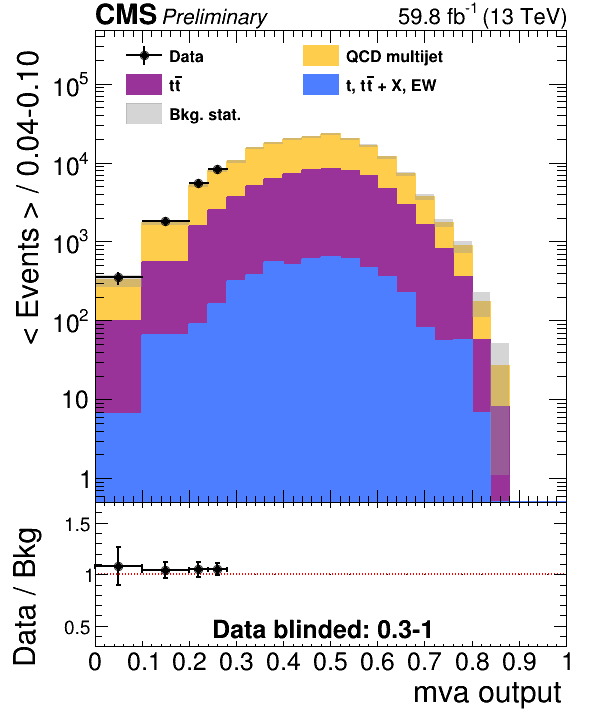 CMS Preliminary 59.8 fb⁻¹ (13 TeV)
Data QCD multijet
tt̅ t, tt̅ + X, EW
Bkg. stat.
< Events > / 0.04-0.10
10⁵
10⁴
10³
10²
10
1
Data / Bkg
1.5
1
0.5
Data blinded: 0.3-1
0 0.1 0.2 0.3 0.4 0.5 0.6 0.7 0.8 0.9 1
mva output